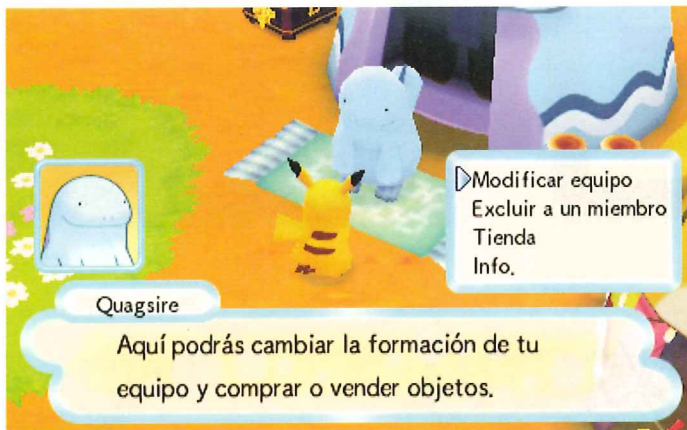 Modificar equipo
Excluir a un miembro
Tienda
Info.
Quagsire
Aquí podrás cambiar la formación de tu
equipo y comprar o vender objetos.